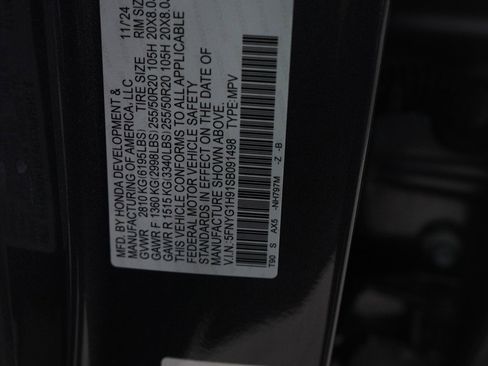 MFD. BY HONDA DEVELOPMENT &
MANUFACTURING OF AMERICA, LLC 11/24
GVWR 2810 KG(6195LBS) TIRE SIZE RIM SIZ
GAWR F 1360 KG(2998LBS) 255/50R20 105H 20X8.0
GAWR R 1515 KG(3340LBS) 255/50R20 105H 20X8.0
THIS VEHICLE CONFORMS TO ALL APPLICABLE
FEDERAL MOTOR VEHICLE SAFETY
STANDARDS IN EFFECT ON THE DATE OF
MANUFACTURE SHOWN ABOVE.
V.I.N.:5FNYG1H91SB091498 TYPE:MPV
T90 S AX5 -NH797M -Z -B